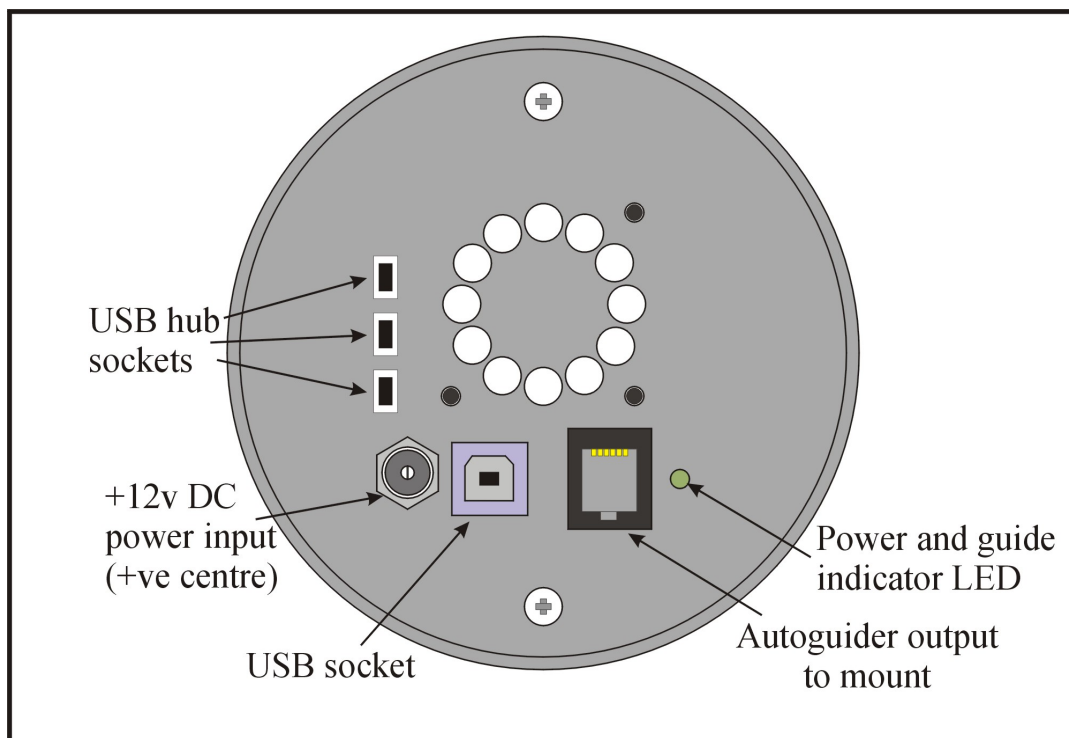 USB hub
sockets
+12v DC
power input
(+ve centre)
USB socket
Power and guide
indicator LED
Autoguider output
to mount